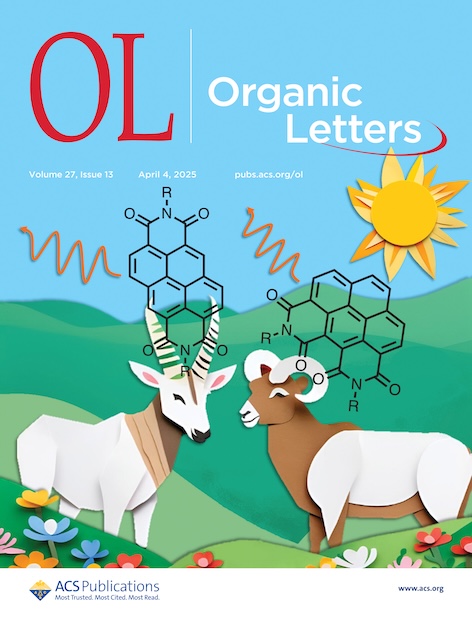 OL
Organic
Letters
Volume 27, Issue 13 April 4, 2025 pubs.acs.org/ol
R
O N O
O N O
R
O
R N
O
O N O
R
ACS Publications
Most Trusted. Most Cited. Most Read.
www.acs.org